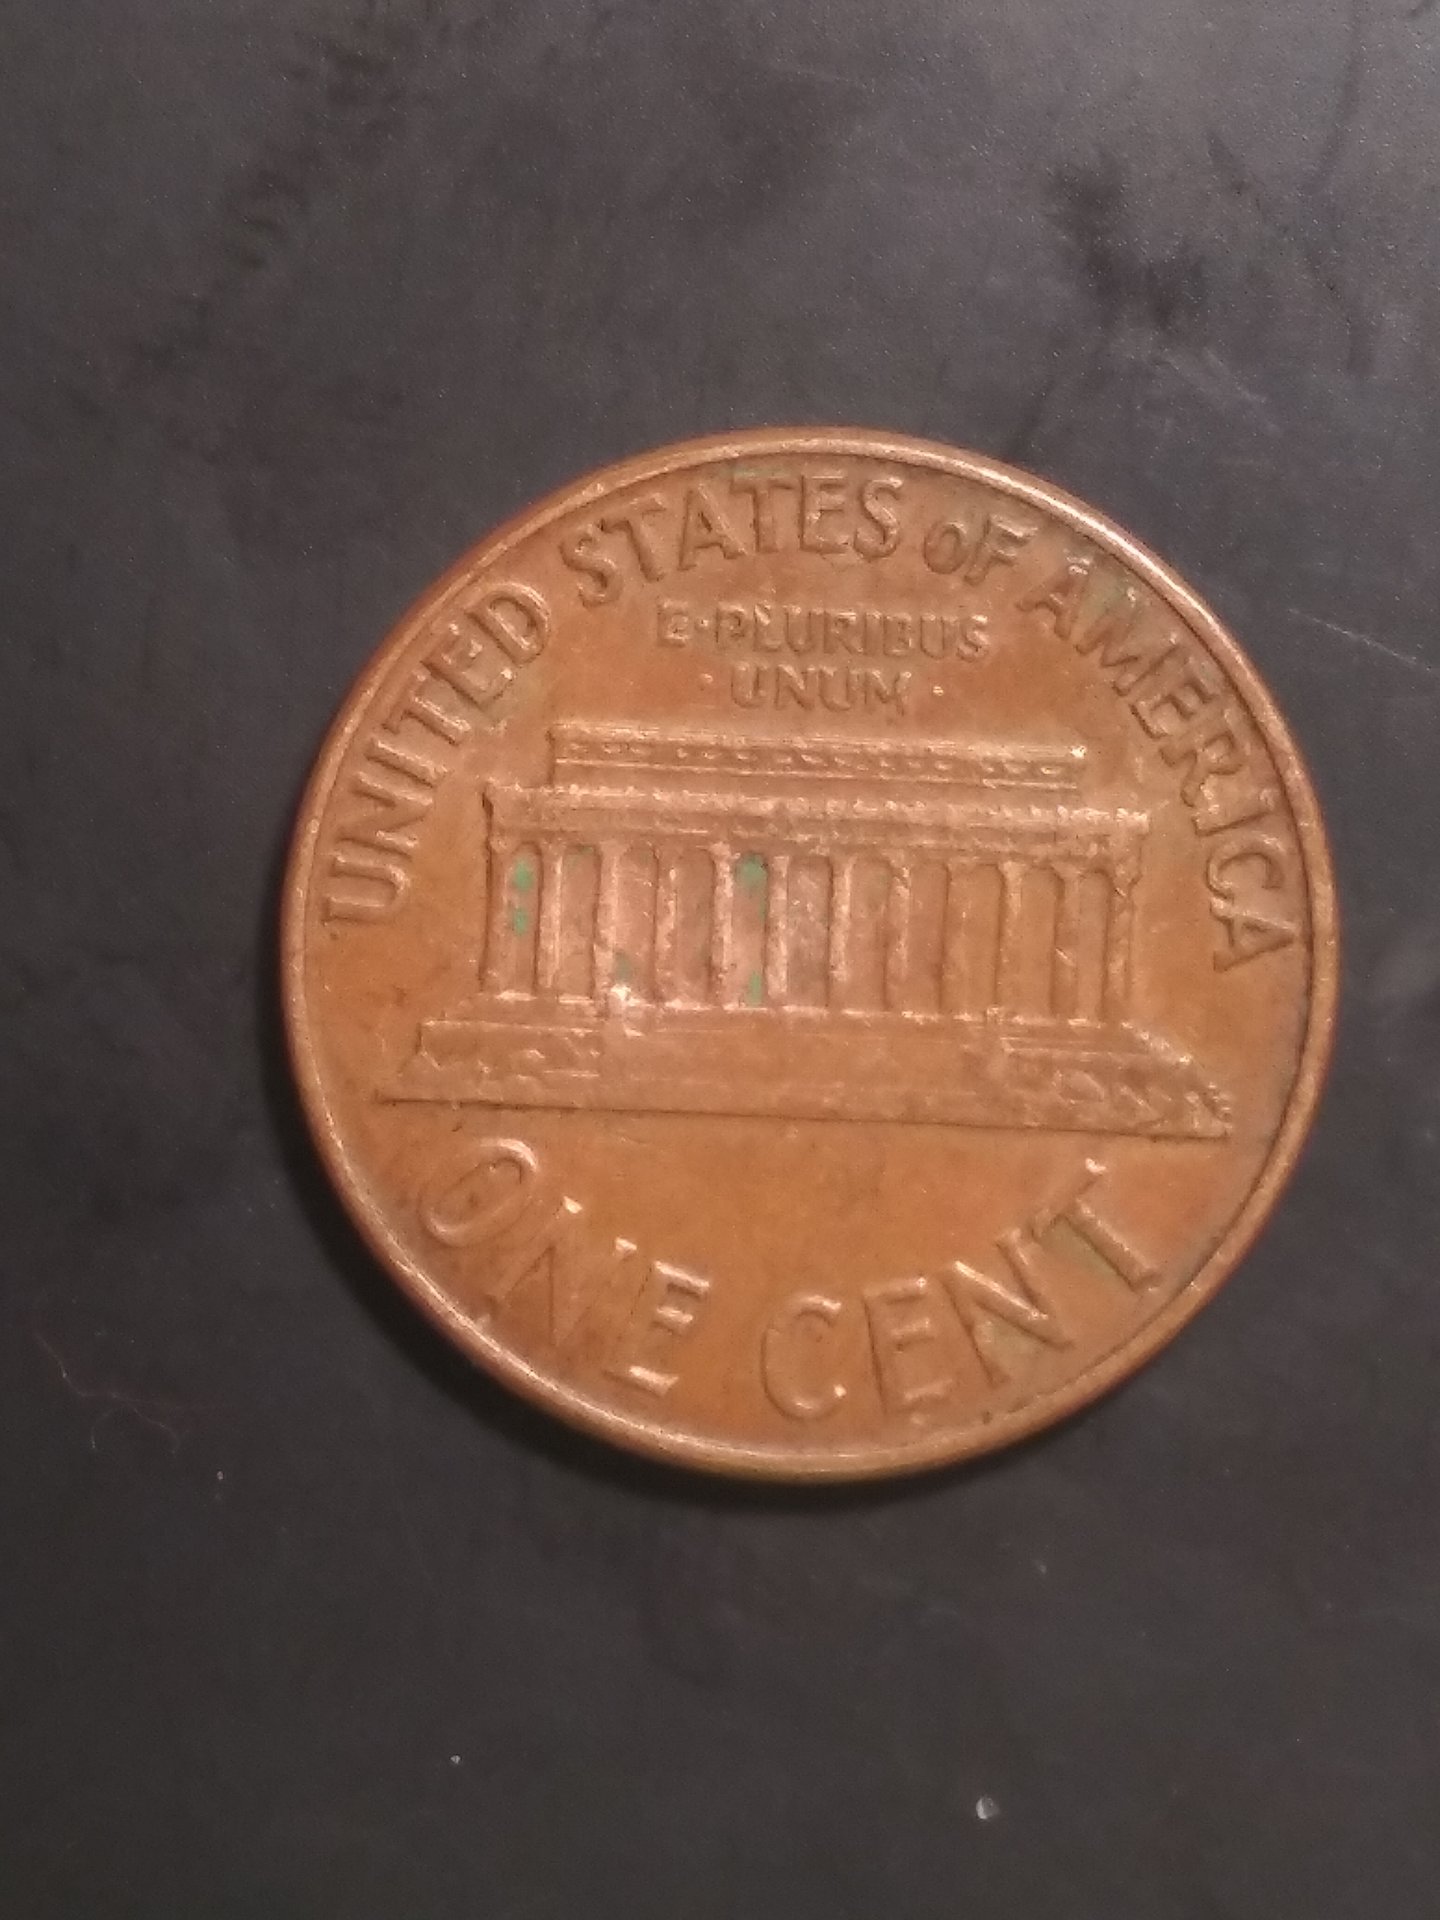 UNITED STATES OF AMERICA
E·PLURIBUS
·UNUM·
ONE CENT